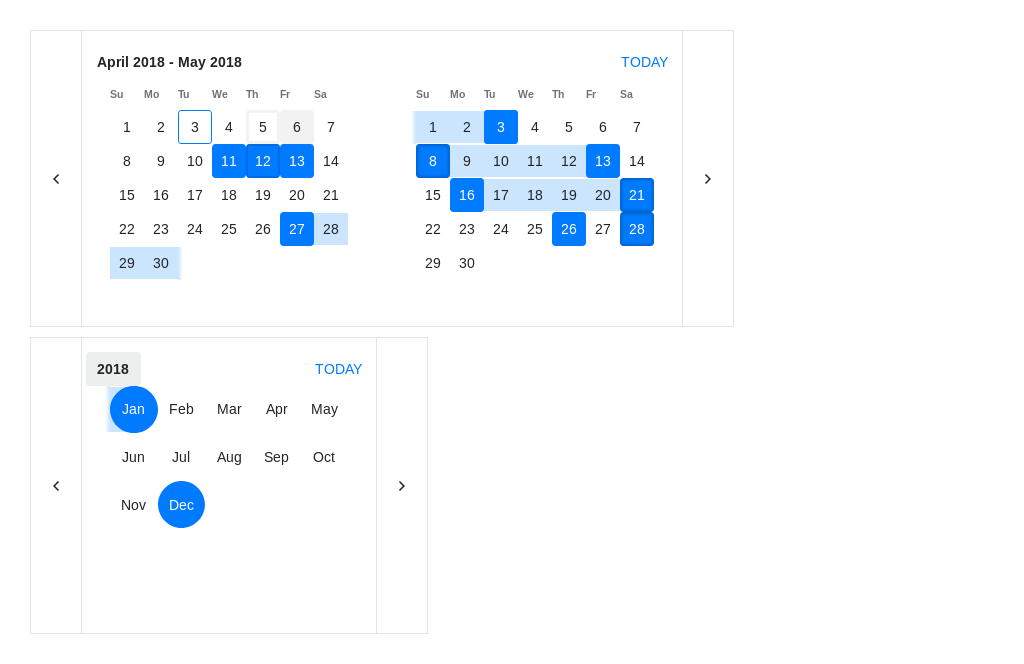 April 2018 - May 2018 TODAY
Su Mo Tu We Th Fr Sa Su Mo Tu We Th Fr Sa
1 2 3 4 5 6 7 1 2 3 4 5 6 7
8 9 10 11 12 13 14 8 9 10 11 12 13 14
15 16 17 18 19 20 21 15 16 17 18 19 20 21
22 23 24 25 26 27 28 22 23 24 25 26 27 28
29 30 29 30
2018 TODAY
Jan Feb Mar Apr May
Jun Jul Aug Sep Oct
Nov Dec